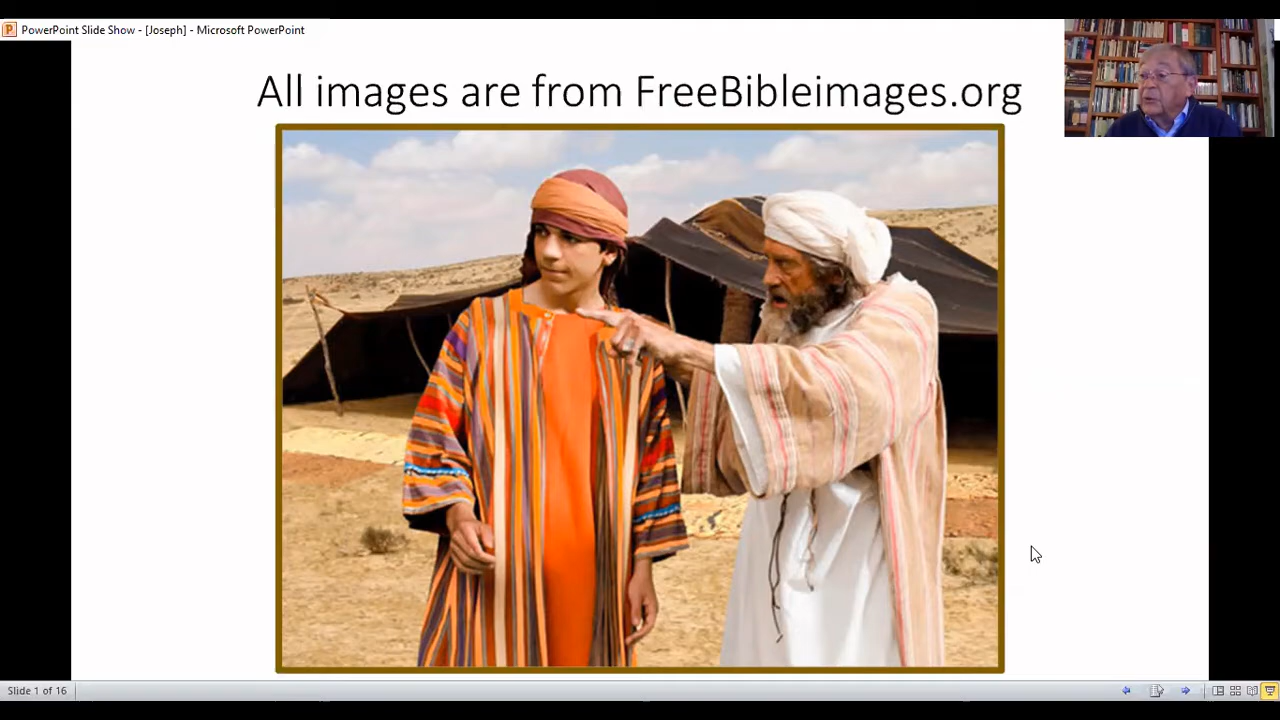 PowerPoint Slide Show - [Joseph] - Microsoft PowerPoint
All images are from FreeBibleimages.org
Slide 1 of 16